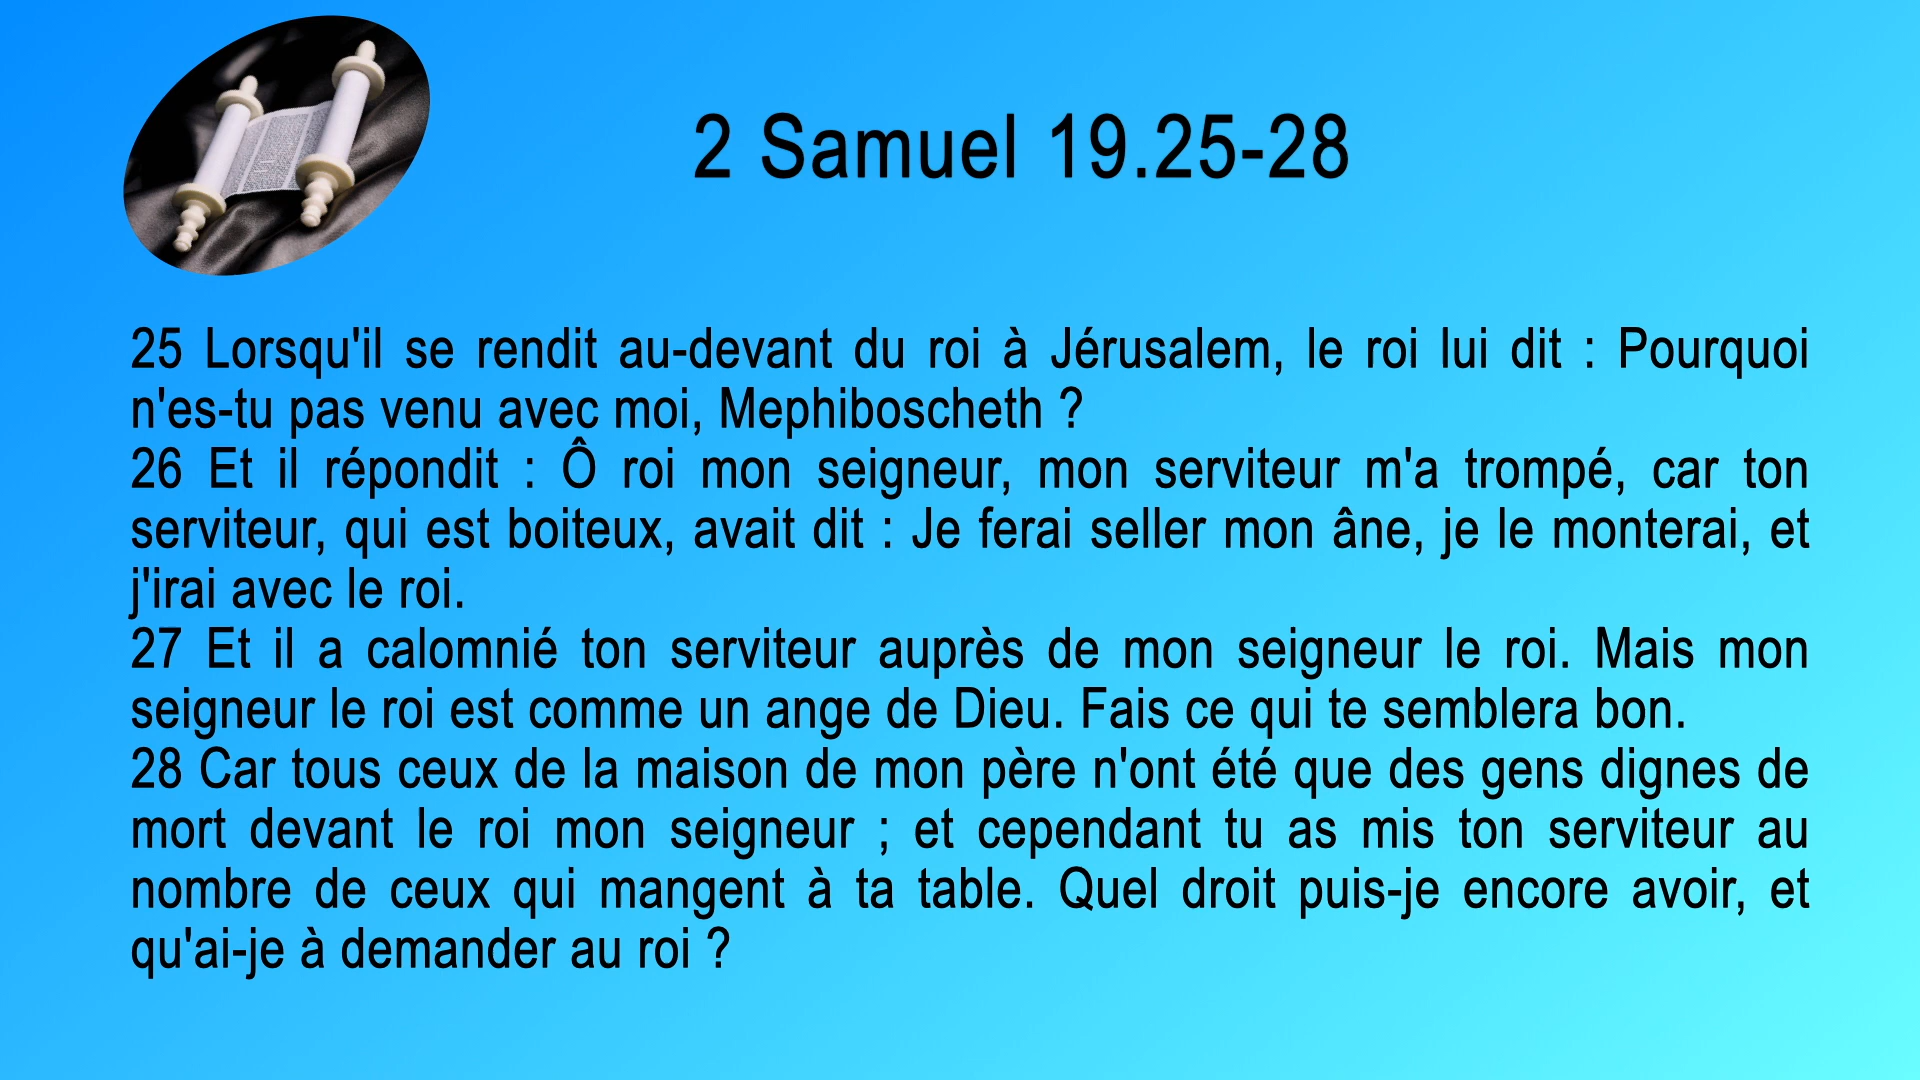 2 Samuel 19.25-28
25 Lorsqu'il se rendit au-devant du roi à Jérusalem, le roi lui dit : Pourquoi
n'es-tu pas venu avec moi, Mephiboscheth ?
26 Et il répondit : Ô roi mon seigneur, mon serviteur m'a trompé, car ton
serviteur, qui est boiteux, avait dit : Je ferai seller mon âne, je le monterai, et
j'irai avec le roi.
27 Et il a calomnié ton serviteur auprès de mon seigneur le roi. Mais mon
seigneur le roi est comme un ange de Dieu. Fais ce qui te semblera bon.
28 Car tous ceux de la maison de mon père n'ont été que des gens dignes de
mort devant le roi mon seigneur ; et cependant tu as mis ton serviteur au
nombre de ceux qui mangent à ta table. Quel droit puis-je encore avoir, et
qu'ai-je à demander au roi ?